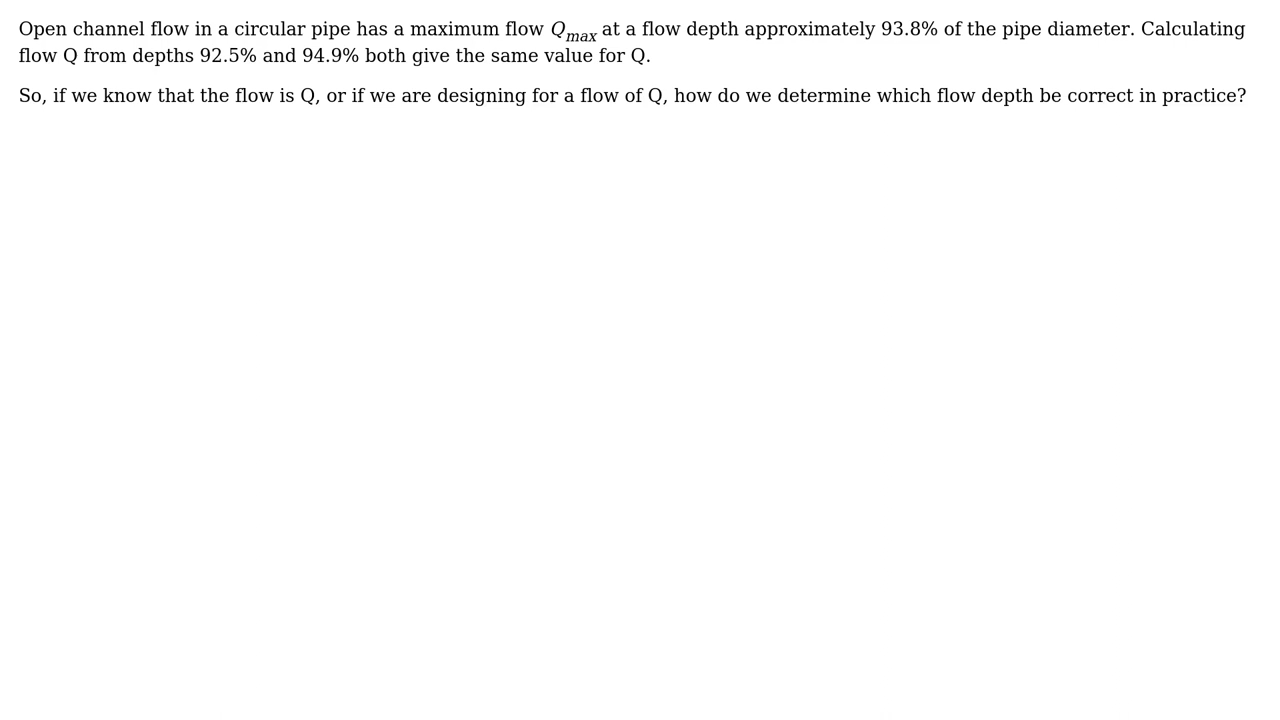 Open channel flow in a circular pipe has a maximum flow Qmax at a flow depth approximately 93.8% of the pipe diameter. Calculating
flow Q from depths 92.5% and 94.9% both give the same value for Q.
So, if we know that the flow is Q, or if we are designing for a flow of Q, how do we determine which flow depth be correct in practice?